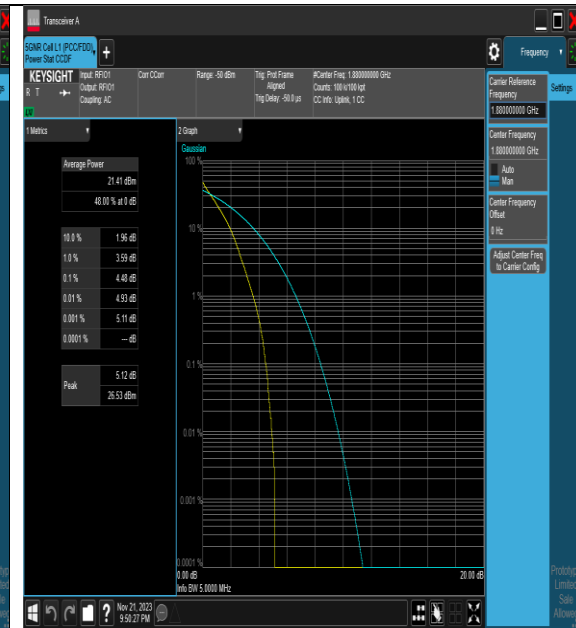 Transceiver A
5GNR Cell L1 (PCC/FDD)
Power Stat CCDF
+
Frequency
KEYSIGHT
R T
LXI
Input: RFIO1
Output: RFIO1
Coupling: AC
Corr CCorr
Range: -50 dBm
Trig: Prot Frame
Aligned
Trig Delay: -50.0 µs
#Center Freq: 1.880000000 GHz
Counts: 100 k/100 kpt
CC Info: Uplink, 1 CC
Carrier Reference
Frequency
1.880000000 GHz
Settings
Center Frequency
1.880000000 GHz
Auto
Man
Center Frequency
Offset
0 Hz
Adjust Center Freq
to Carrier Config
1 Metrics
Average Power
21.41 dBm
48.00 % at 0 dB
10.0 % 1.96 dB
1.0 % 3.59 dB
0.1 % 4.48 dB
0.01 % 4.93 dB
0.001 % 5.11 dB
0.0001 % --- dB
Peak
5.12 dB
26.53 dBm
2 Graph
Gaussian
100 %
10 %
1 %
0.1 %
0.01 %
0.001 %
0.0001 %
0.00 dB
20.00 dB
Info BW 5.0000 MHz
?
Nov 21, 2023
9:50:27 PM